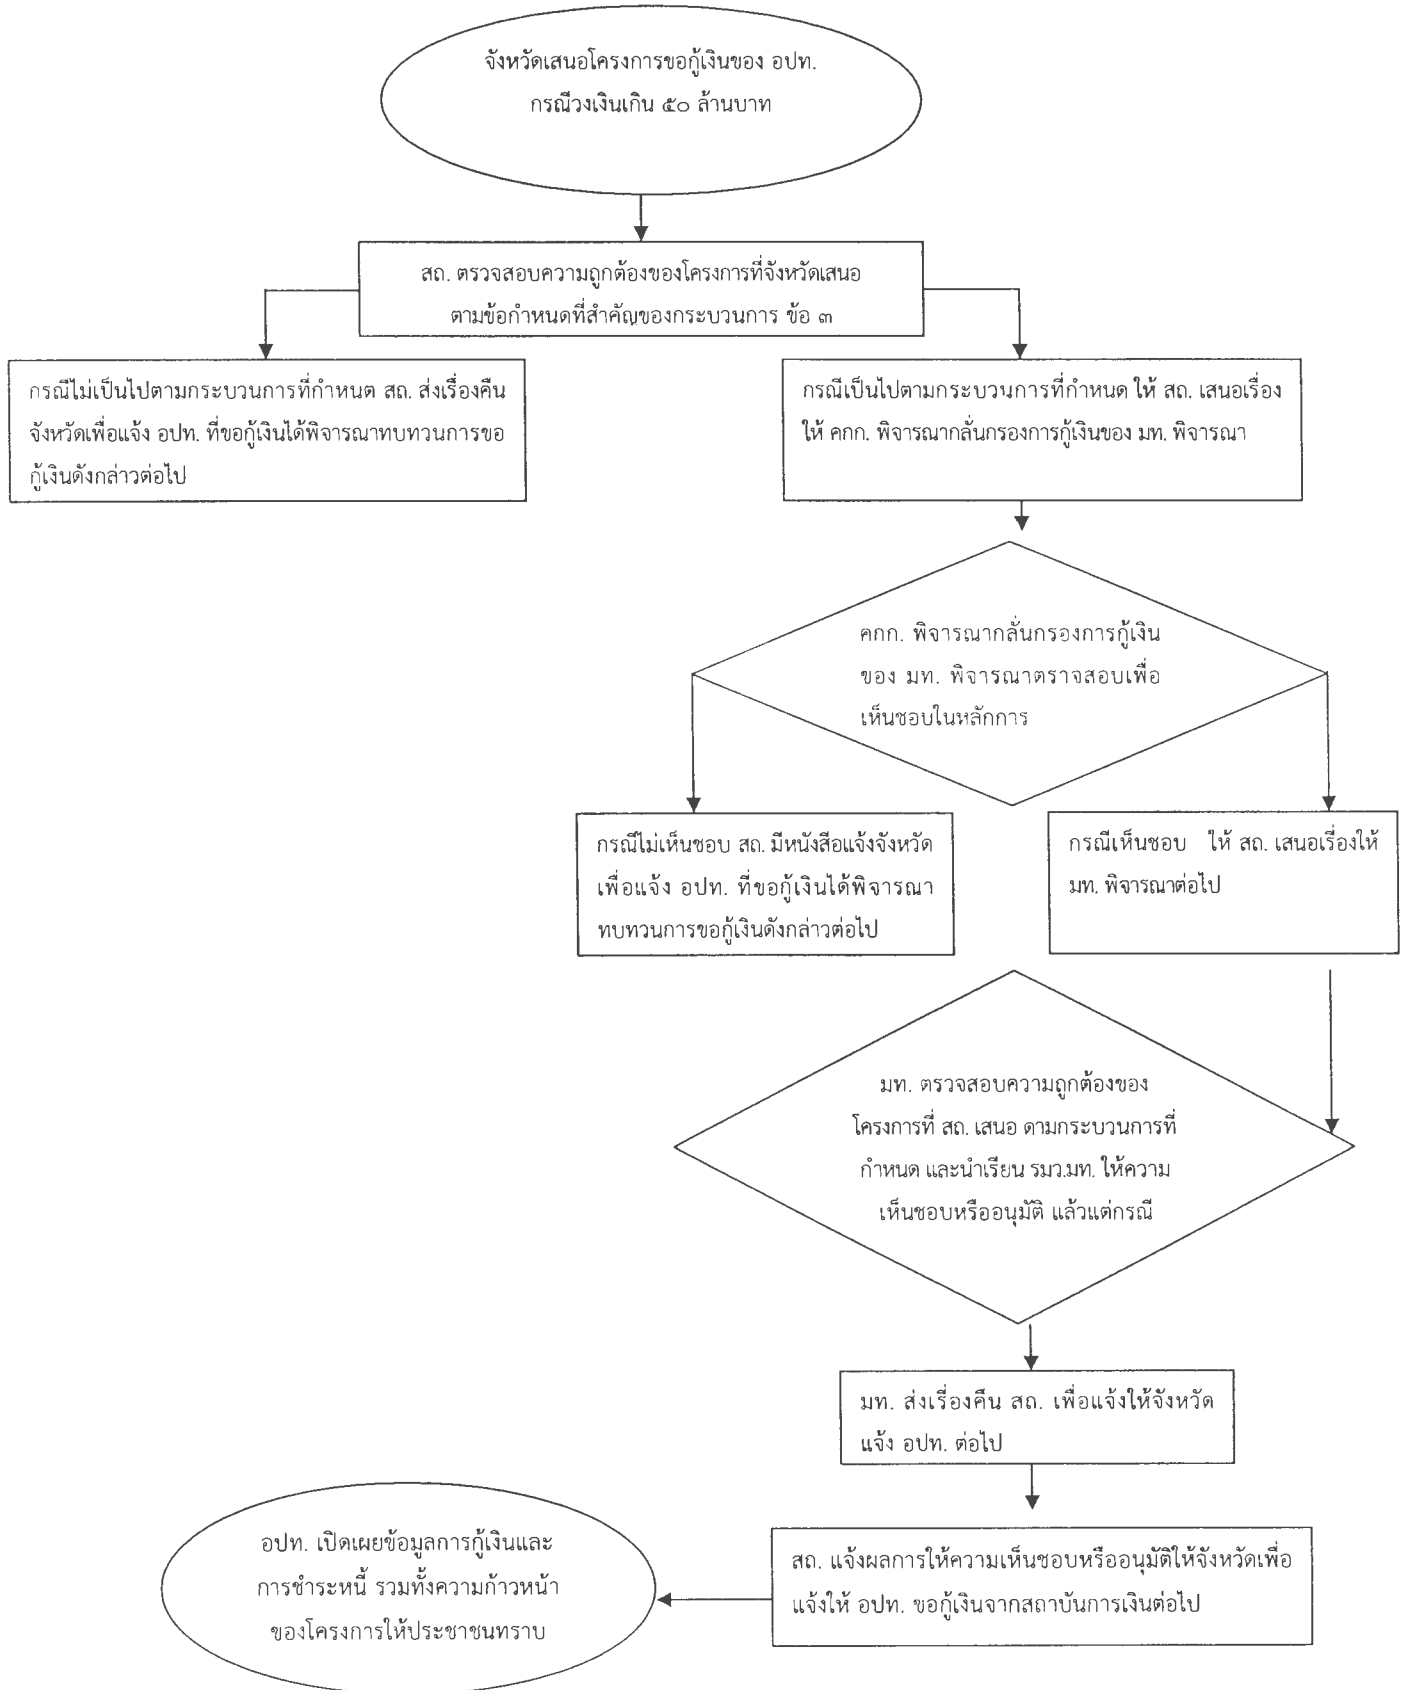 จังหวัดเสนอโครงการขอกู้เงินของ อปท.
กรณีวงเงินเกิน ๕๐ ล้านบาท
สถ. ตรวจสอบความถูกต้องของโครงการที่จังหวัดเสนอ
ตามข้อกำหนดที่สำคัญของกระบวนการ ข้อ ๓
กรณีไม่เป็นไปตามกระบวนการที่กำหนด สถ. ส่งเรื่องคืน
จังหวัดเพื่อแจ้ง อปท. ที่ขอกู้เงินได้พิจารณาทบทวนการขอ
กู้เงินดังกล่าวต่อไป
กรณีเป็นไปตามกระบวนการที่กำหนด ให้ สถ. เสนอเรื่อง
ให้ คกก. พิจารณากลั่นกรองการกู้เงินของ มท. พิจารณา
คกก. พิจารณากลั่นกรองการกู้เงิน
ของ มท. พิจารณาตราจสอบเพื่อ
เห็นชอบในหลักการ
กรณีไม่เห็นชอบ สถ. มีหนังสือแจ้งจังหวัด
เพื่อแจ้ง อปท. ที่ขอกู้เงินได้พิจารณา
ทบทวนการขอกู้เงินดังกล่าวต่อไป
กรณีเห็นชอบ ให้ สถ. เสนอเรื่องให้
มท. พิจารณาต่อไป
มท. ตรวจสอบความถูกต้องของ
โครงการที่ สถ. เสนอ ตามกระบวนการที่
กำหนด และนำเรียน รมว.มท. ให้ความ
เห็นชอบหรืออนุมัติ แล้วแต่กรณี
มท. ส่งเรื่องคืน สถ. เพื่อแจ้งให้จังหวัด
แจ้ง อปท. ต่อไป
สถ. แจ้งผลการให้ความเห็นชอบหรืออนุมัติให้จังหวัดเพื่อ
แจ้งให้ อปท. ขอกู้เงินจากสถาบันการเงินต่อไป
อปท. เปิดเผยข้อมูลการกู้เงินและ
การชำระหนี้ รวมทั้งความก้าวหน้า
ของโครงการให้ประชาชนทราบ